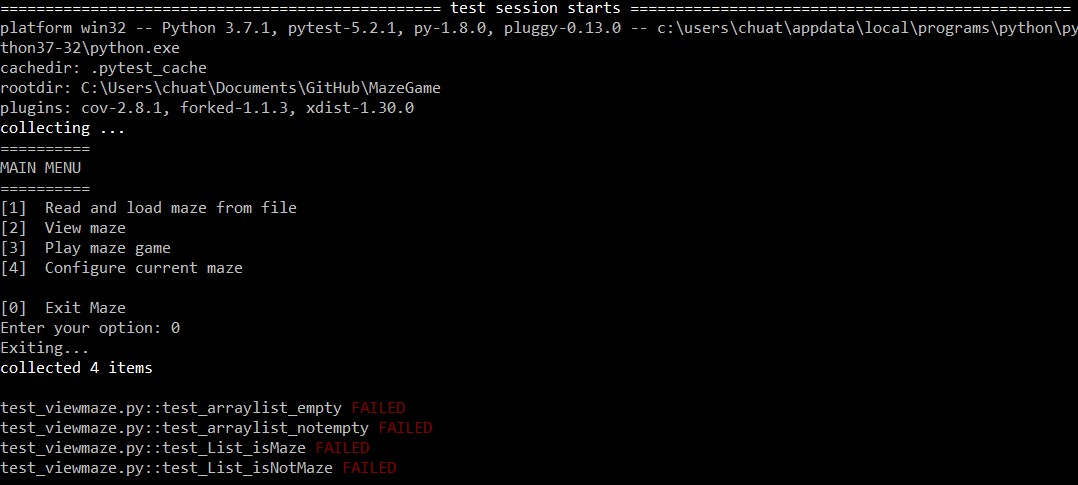 ================================================= test session starts =================================================
platform win32 -- Python 3.7.1, pytest-5.2.1, py-1.8.0, pluggy-0.13.0 -- c:\users\chuat\appdata\local\programs\python\py
thon37-32\python.exe
cachedir: .pytest_cache
rootdir: C:\Users\chuat\Documents\GitHub\MazeGame
plugins: cov-2.8.1, forked-1.1.3, xdist-1.30.0
collecting ...
==========
MAIN MENU
==========
[1]  Read and load maze from file
[2]  View maze
[3]  Play maze game
[4]  Configure current maze
[0]  Exit Maze
Enter your option: 0
Exiting...
collected 4 items
test_viewmaze.py::test_arraylist_empty FAILED
test_viewmaze.py::test_arraylist_notempty FAILED
test_viewmaze.py::test_List_isMaze FAILED
test_viewmaze.py::test_List_isNotMaze FAILED